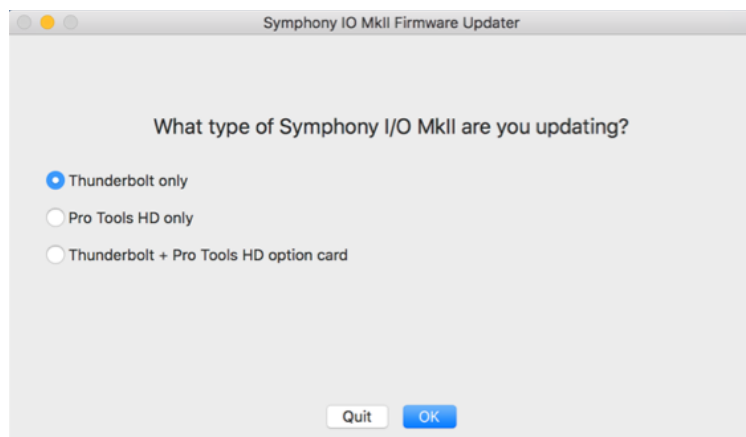 Symphony IO MkII Firmware Updater
What type of Symphony I/O MkII are you updating?
Thunderbolt only
Pro Tools HD only
Thunderbolt + Pro Tools HD option card
Quit OK